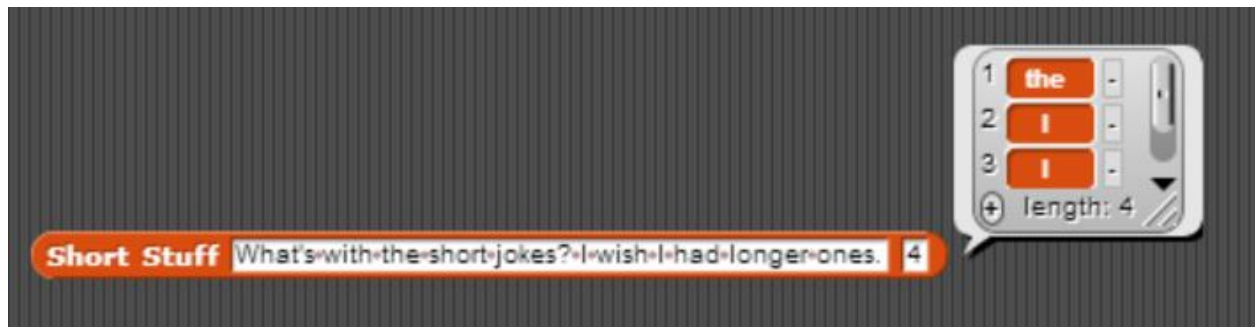 1 the -
2 I -
3 I -
+ length: 4
Short Stuff What's with the short jokes? I wish I had longer ones. 4